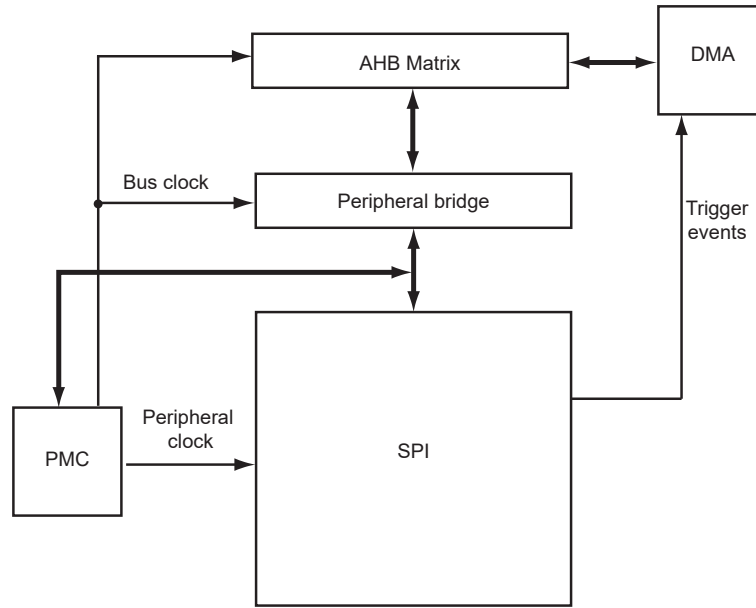 AHB Matrix
DMA
Bus clock
Peripheral bridge
Trigger
events
Peripheral
clock
PMC
SPI